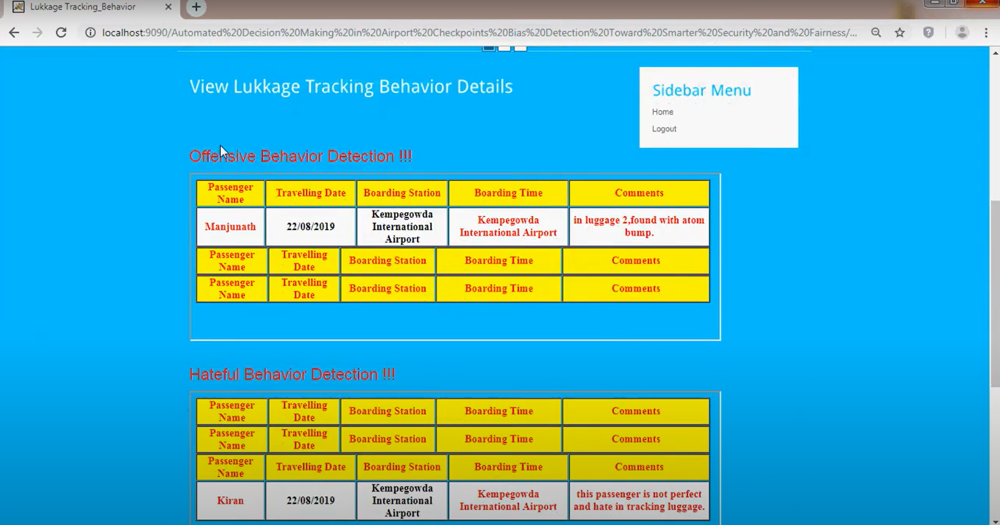 Lukkage Tracking_Behavior
localhost:9090/Automated%20Decision%20Making%20in%20Airport%20Checkpoints%20Bias%20Detection%20Toward%20Smarter%20Security%20and%20Fairness/...
View Lukkage Tracking Behavior Details
Sidebar Menu
Home
Logout
Offensive Behavior Detection !!!
Passenger Name Travelling Date Boarding Station Boarding Time Comments
Manjunath 22/08/2019 Kempegowda International Airport Kempegowda International Airport in luggage 2,found with atom bump.
Passenger Name Travelling Date Boarding Station Boarding Time Comments
Passenger Name Travelling Date Boarding Station Boarding Time Comments
Hateful Behavior Detection !!!
Passenger Name Travelling Date Boarding Station Boarding Time Comments
Passenger Name Travelling Date Boarding Station Boarding Time Comments
Passenger Name Travelling Date Boarding Station Boarding Time Comments
Kiran 22/08/2019 Kempegowda International Airport Kempegowda International Airport this passenger is not perfect and hate in tracking luggage.